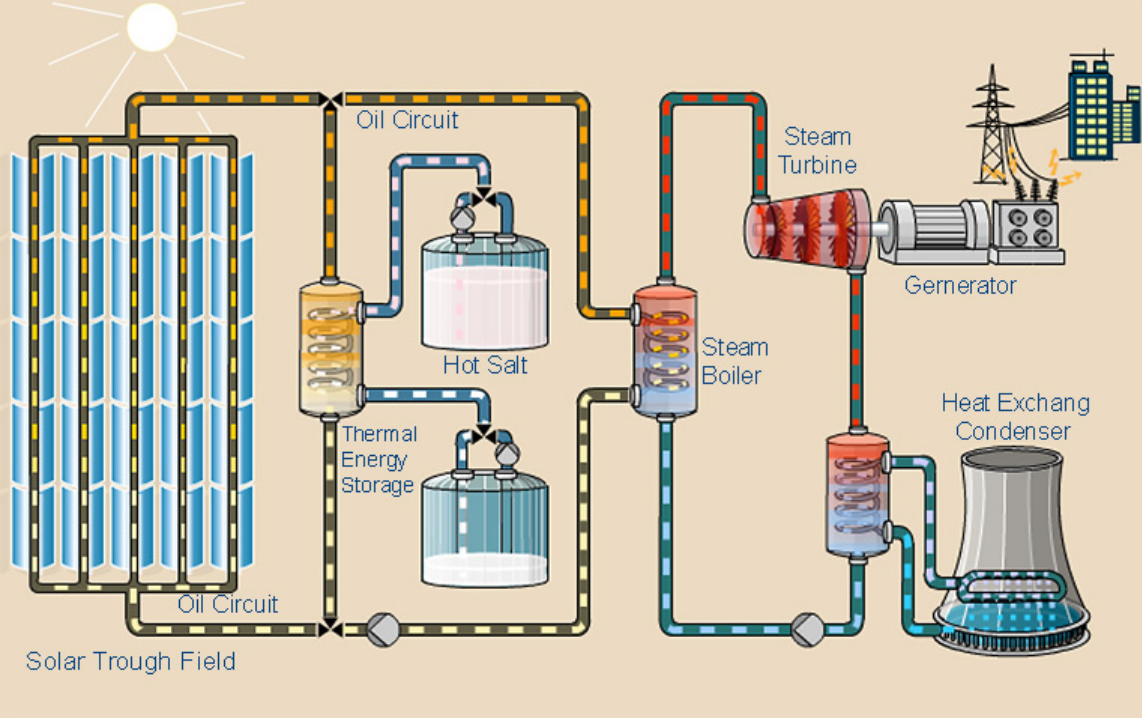 Oil Circuit
Steam
Turbine
Gernerator
Hot Salt
Steam
Boiler
Heat Exchang
Condenser
Thermal
Energy
Storage
Oil Circuit
Solar Trough Field